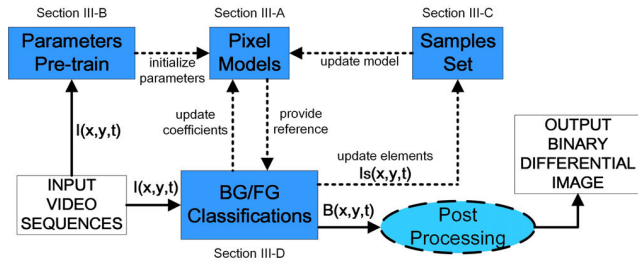 Section III-B
Section III-A
Section III-C
Parameters
Pre-train
initialize
parameters
Pixel
Models
update model
Samples
Set
I(x,y,t)
update
coefficients
provide
reference
update elements
Is(x,y,t)
OUTPUT
BINARY
DIFFERENTIAL
IMAGE
INPUT
VIDEO
SEQUENCES
I(x,y,t)
BG/FG
Classifications
B(x,y,t)
Post
Processing
Section III-D